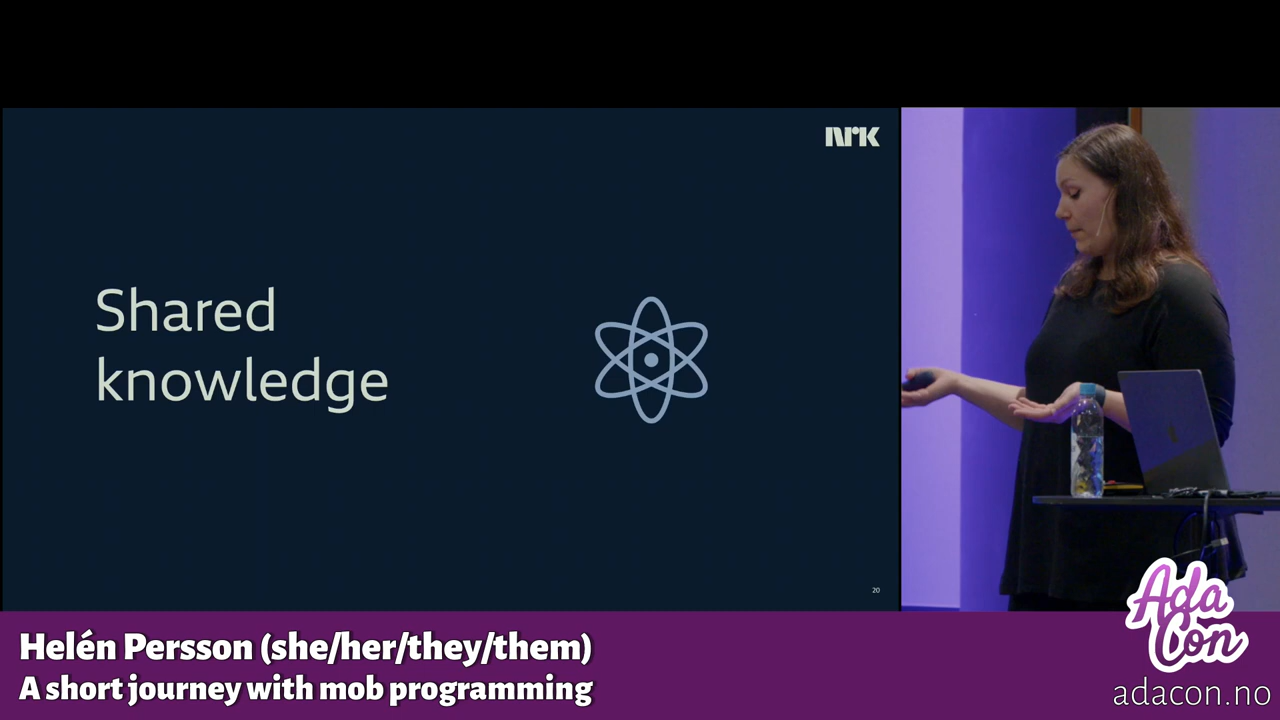 NRK
Shared
knowledge
20
Helén Persson (she/her/they/them)
A short journey with mob programming
Ada
Con
adacon.no